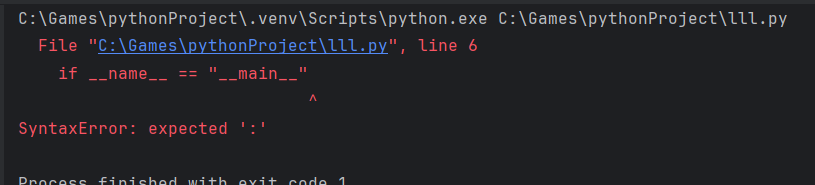 C:\Games\pythonProject\.venv\Scripts\python.exe C:\Games\pythonProject\lll.py
File "C:\Games\pythonProject\lll.py", line 6
if __name__ == "__main__"
^
SyntaxError: expected ':'
Process finished with exit code 1